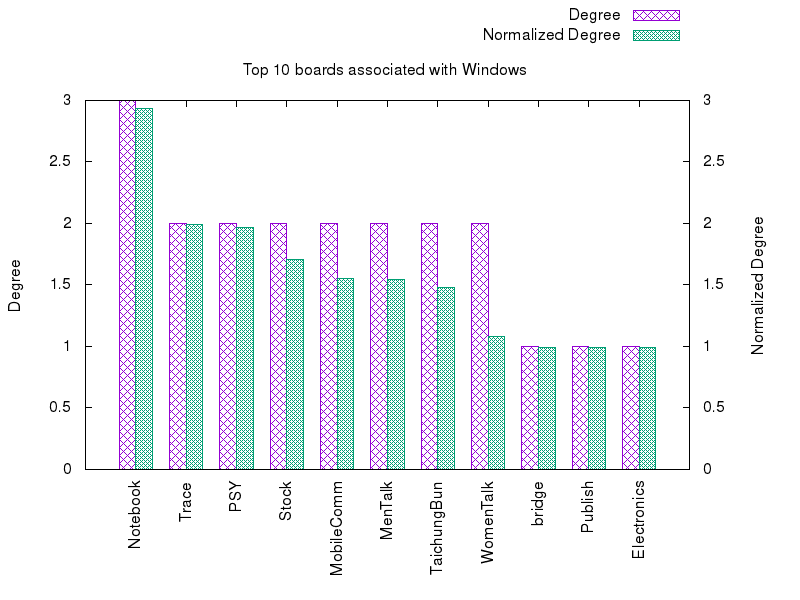 Degree
Normalized Degree
Top 10 boards associated with Windows
3 3
2.5 2.5
2 2
1.5 1.5
1 1
0.5 0.5
0 0
Degree
Normalized Degree
Notebook
Trace
PSY
Stock
MobileComm
MenTalk
TaichungBun
WomenTalk
bridge
Publish
Electronics